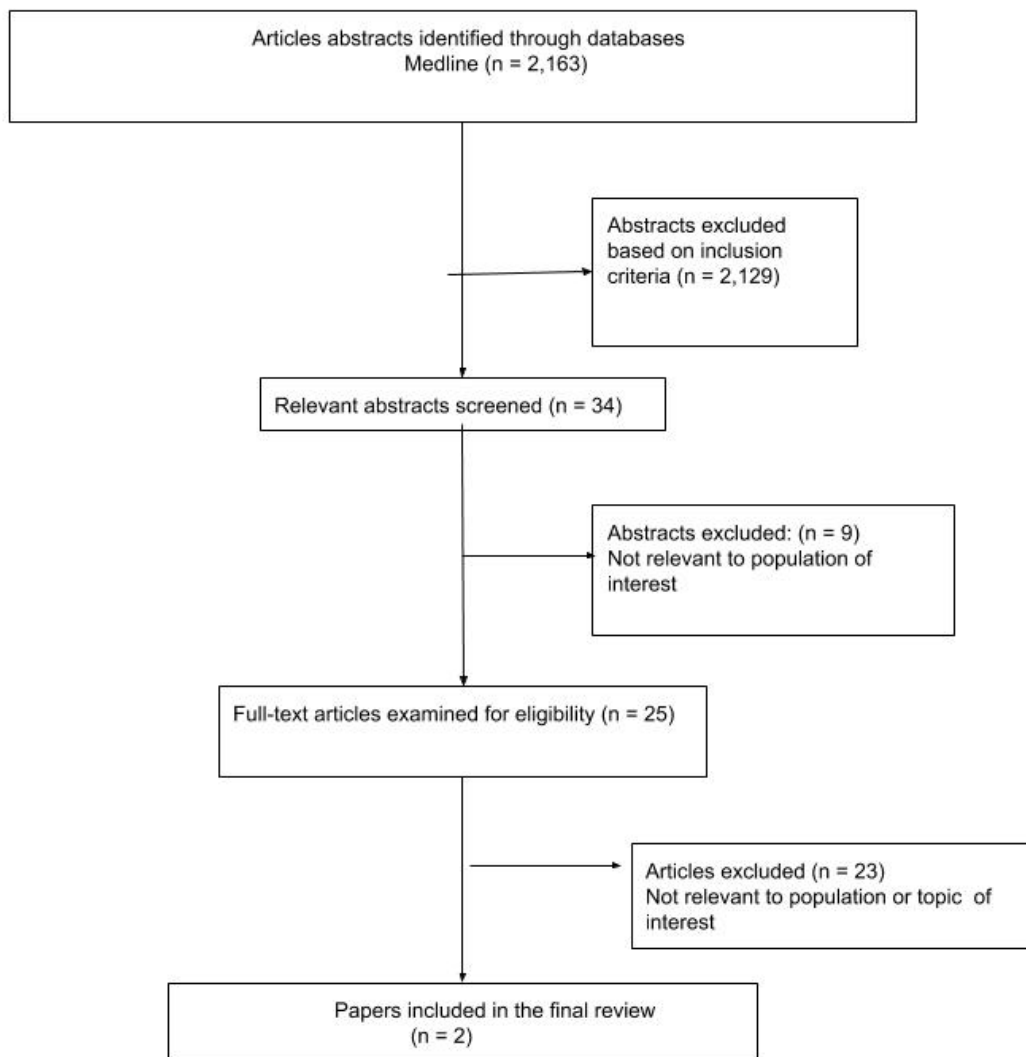 Articles abstracts identified through databases
Medline (n = 2,163)
Abstracts excluded
based on inclusion
criteria (n = 2,129)
Relevant abstracts screened (n = 34)
Abstracts excluded: (n = 9)
Not relevant to population of
interest
Full-text articles examined for eligibility (n = 25)
Articles excluded (n = 23)
Not relevant to population or topic of
interest
Papers included in the final review
(n = 2)